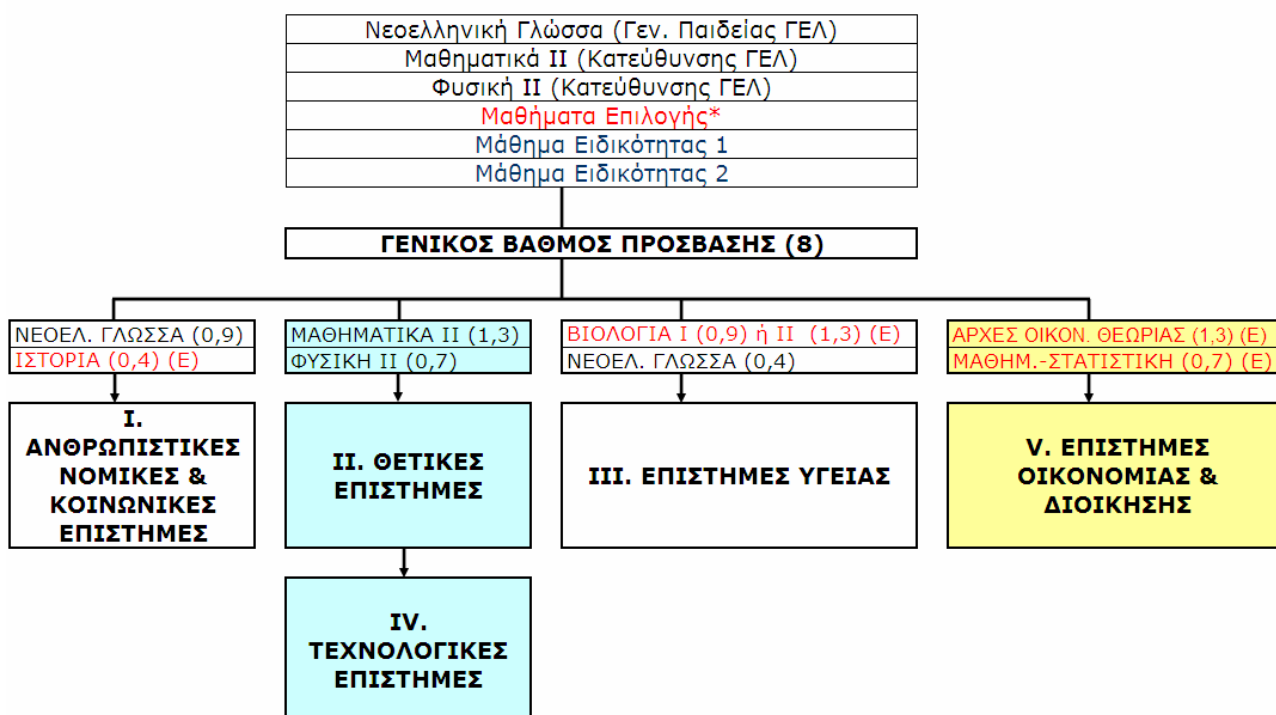 Νεοελληνική Γλώσσα (Γεν. Παιδείας ΓΕΛ)
Μαθηματικά ΙΙ (Κατεύθυνσης ΓΕΛ)
Φυσική ΙΙ (Κατεύθυνσης ΓΕΛ)
Μαθήματα Επιλογής*
Μάθημα Ειδικότητας 1
Μάθημα Ειδικότητας 2
ΓΕΝΙΚΟΣ ΒΑΘΜΟΣ ΠΡΟΣΒΑΣΗΣ (8)
ΝΕΟΕΛ. ΓΛΩΣΣΑ (0,9)
ΙΣΤΟΡΙΑ (0,4) (Ε)
ΜΑΘΗΜΑΤΙΚΑ ΙΙ (1,3)
ΦΥΣΙΚΗ ΙΙ (0,7)
ΒΙΟΛΟΓΙΑ Ι (0,9) ή ΙΙ (1,3) (Ε)
ΝΕΟΕΛ. ΓΛΩΣΣΑ (0,4)
ΑΡΧΕΣ ΟΙΚΟΝ. ΘΕΩΡΙΑΣ (1,3) (Ε)
ΜΑΘΗΜ.-ΣΤΑΤΙΣΤΙΚΗ (0,7) (Ε)
Ι.
ΑΝΘΡΩΠΙΣΤΙΚΕΣ
ΝΟΜΙΚΕΣ &
ΚΟΙΝΩΝΙΚΕΣ
ΕΠΙΣΤΗΜΕΣ
ΙΙ. ΘΕΤΙΚΕΣ
ΕΠΙΣΤΗΜΕΣ
ΙΙΙ. ΕΠΙΣΤΗΜΕΣ ΥΓΕΙΑΣ
V. ΕΠΙΣΤΗΜΕΣ
ΟΙΚΟΝΟΜΙΑΣ &
ΔΙΟΙΚΗΣΗΣ
IV.
ΤΕΧΝΟΛΟΓΙΚΕΣ
ΕΠΙΣΤΗΜΕΣ